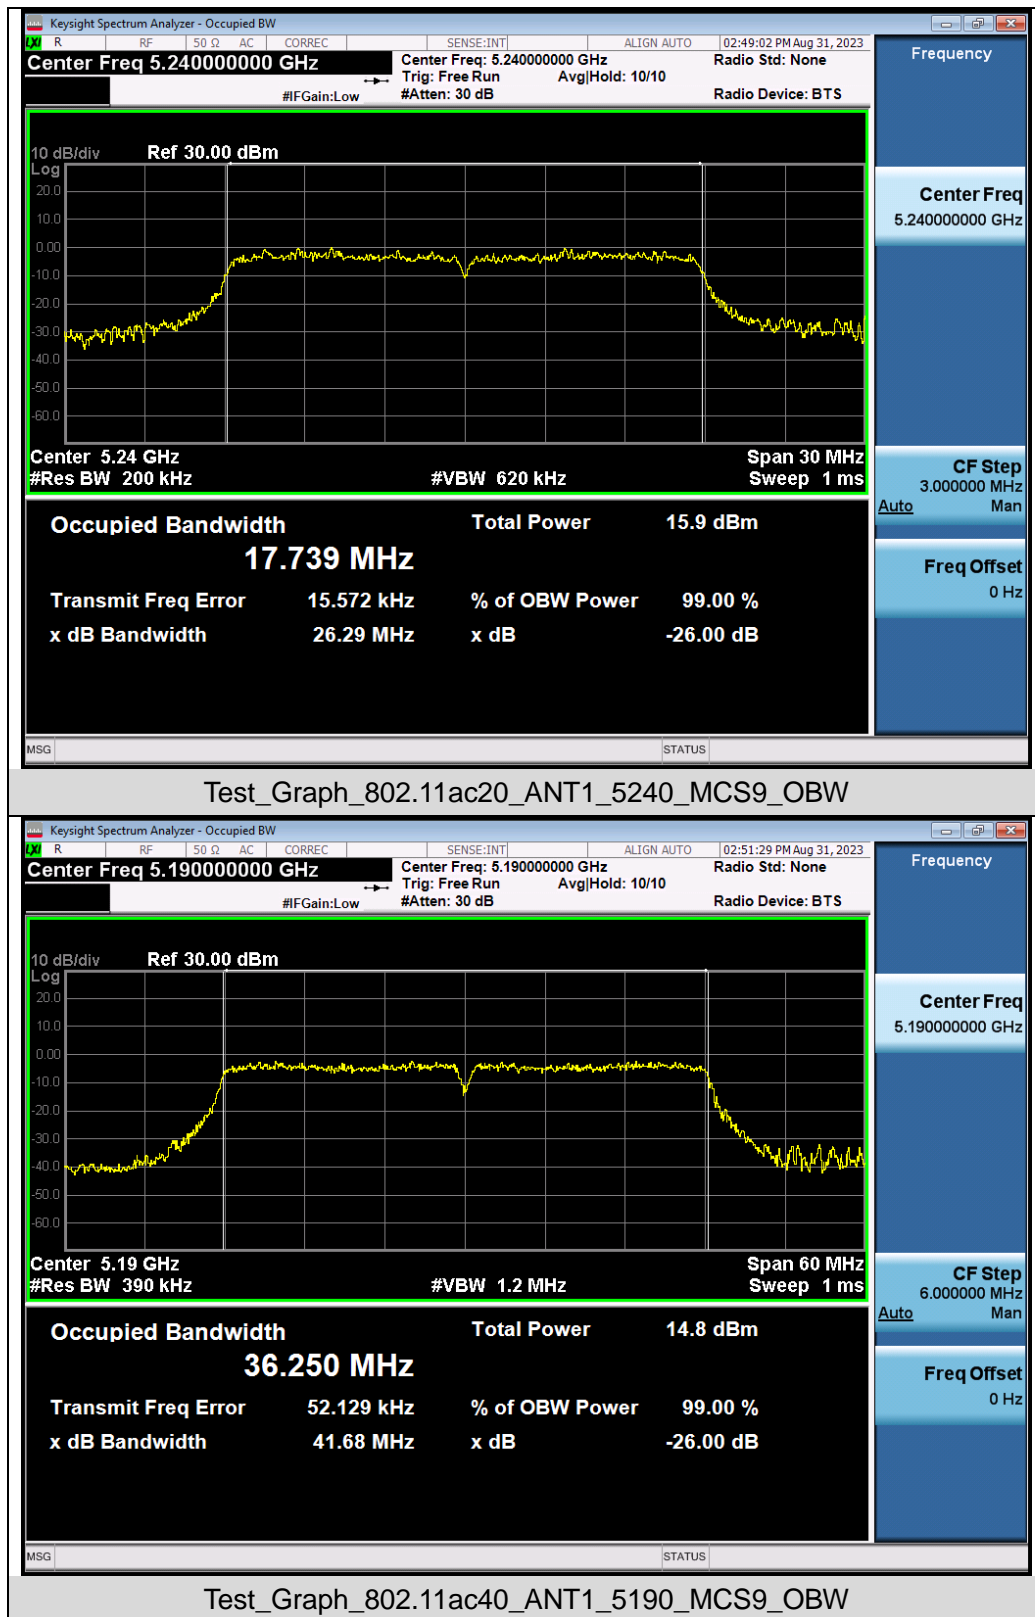 Keysight Spectrum Analyzer - Occupied BW
LXI R RF 50 Ω AC CORREC SENSE:INT ALIGN AUTO 02:49:02 PM Aug 31, 2023
Center Freq 5.240000000 GHz Center Freq: 5.240000000 GHz Radio Std: None
Trig: Free Run Avg|Hold: 10/10
#IFGain:Low #Atten: 30 dB Radio Device: BTS
Frequency
10 dB/div Ref 30.00 dBm
Log
20.0
10.0
0.00
-10.0
-20.0
-30.0
-40.0
-50.0
-60.0
Center 5.24 GHz Span 30 MHz
#Res BW 200 kHz #VBW 620 kHz Sweep 1 ms
Center Freq
5.240000000 GHz
CF Step
3.000000 MHz
Auto Man
Freq Offset
0 Hz
Occupied Bandwidth Total Power 15.9 dBm
17.739 MHz
Transmit Freq Error 15.572 kHz % of OBW Power 99.00 %
x dB Bandwidth 26.29 MHz x dB -26.00 dB
MSG STATUS
Test_Graph_802.11ac20_ANT1_5240_MCS9_OBW
Keysight Spectrum Analyzer - Occupied BW
LXI R RF 50 Ω AC CORREC SENSE:INT ALIGN AUTO 02:51:29 PM Aug 31, 2023
Center Freq 5.190000000 GHz Center Freq: 5.190000000 GHz Radio Std: None
Trig: Free Run Avg|Hold: 10/10
#IFGain:Low #Atten: 30 dB Radio Device: BTS
Frequency
10 dB/div Ref 30.00 dBm
Log
20.0
10.0
0.00
-10.0
-20.0
-30.0
-40.0
-50.0
-60.0
Center 5.19 GHz Span 60 MHz
#Res BW 390 kHz #VBW 1.2 MHz Sweep 1 ms
Center Freq
5.190000000 GHz
CF Step
6.000000 MHz
Auto Man
Freq Offset
0 Hz
Occupied Bandwidth Total Power 14.8 dBm
36.250 MHz
Transmit Freq Error 52.129 kHz % of OBW Power 99.00 %
x dB Bandwidth 41.68 MHz x dB -26.00 dB
MSG STATUS
Test_Graph_802.11ac40_ANT1_5190_MCS9_OBW